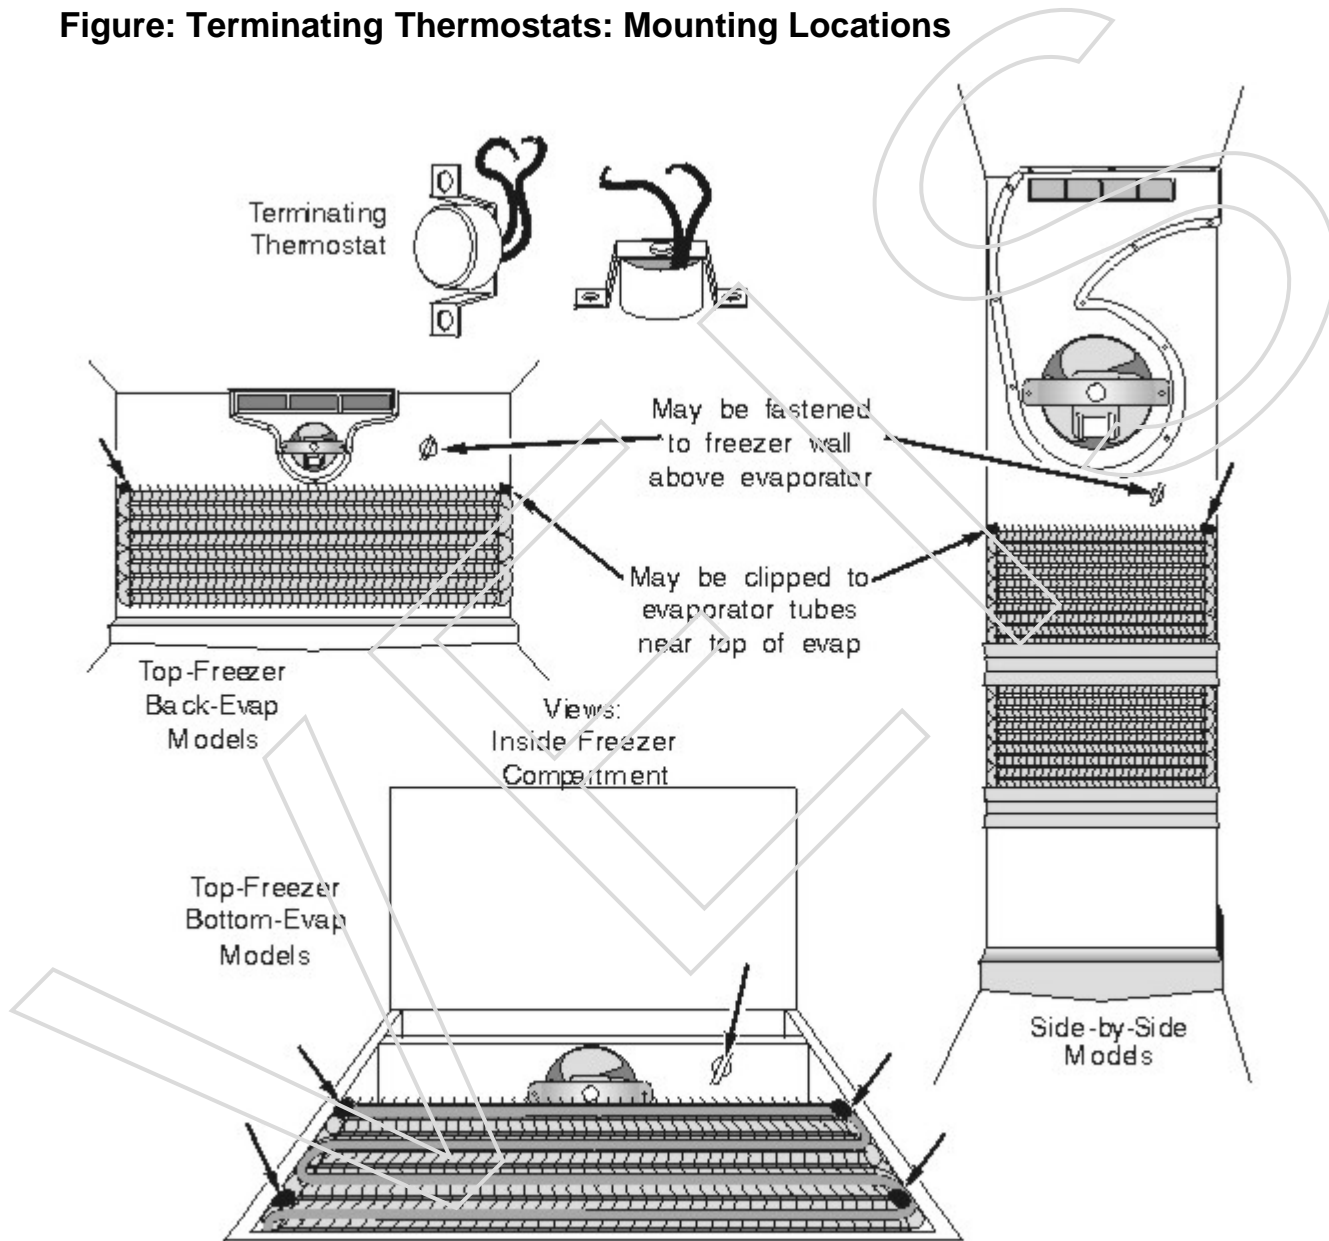 Figure: Terminating Thermostats: Mounting Locations
Terminating
Thermostat
May be fastened
to freezer wall
above evaporator
May be clipped to
evaporator tubes
near top of evap
Top-Freezer
Back-Evap
Models
Views:
Inside Freezer
Compartment
Top-Freezer
Bottom-Evap
Models
Side-by-Side
Models